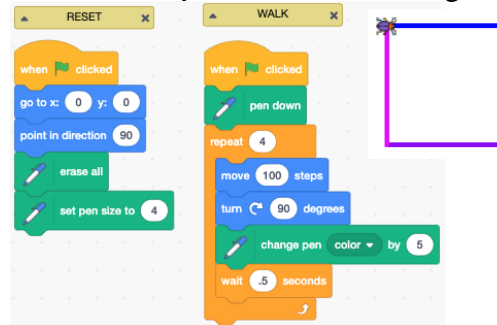 RESET
when clicked
go to x: 0 y: 0
point in direction 90
erase all
set pen size to 4
WALK
when clicked
pen down
repeat 4
move 100 steps
turn 90 degrees
change pen color by 5
wait .5 seconds